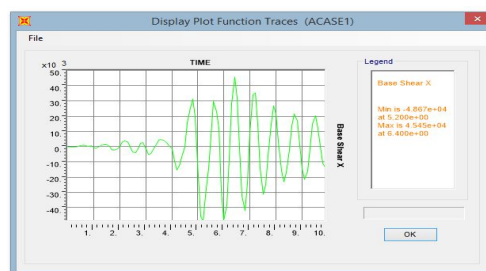 Display Plot Function Traces (ACASE1)
File
x10 3
TIME
50.
40.
30.
20.
10.
0.
-10.
-20.
-30.
-40.
1. 2. 3. 4. 5. 6. 7. 8. 9. 10.
Base Shear X
Legend
Base Shear X
Min is -4.867e+04
at 5.200e+00
Max is 4.545e+04
at 6.400e+00
OK